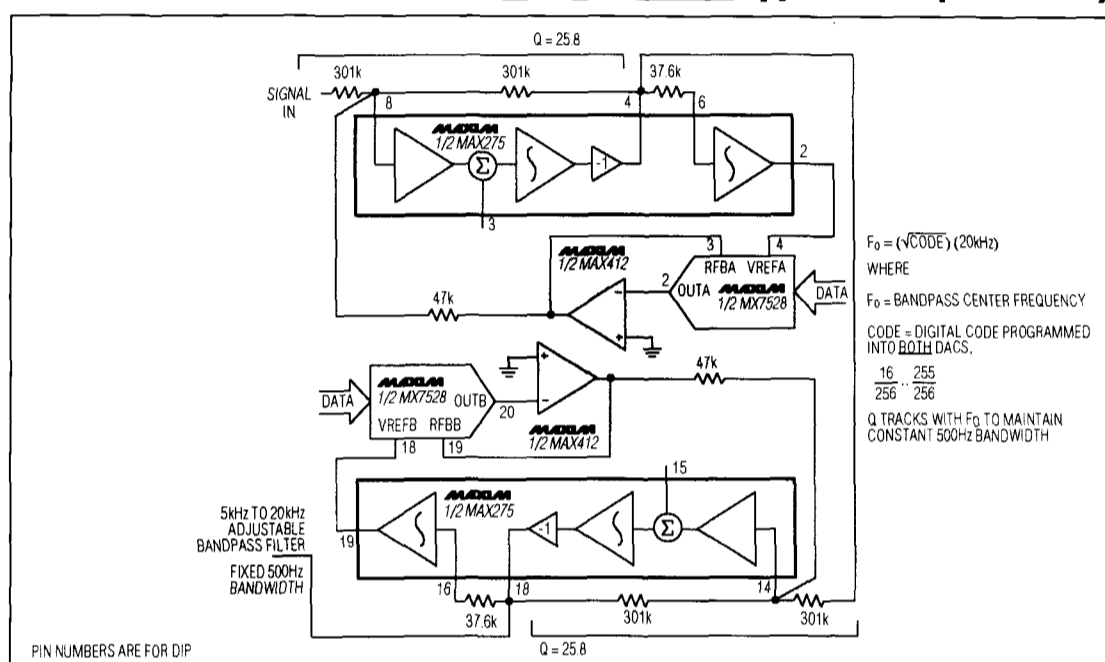 Q = 25.8
301k
301k
37.6k
SIGNAL
IN
8
4
6
MAXIM
1/2 MAX275
Σ
-1
2
3
3
4
MAXIM
1/2 MAX412
RFBA VREFA
2
OUTA
MAXIM
1/2 MX7528
DATA
-
+
47k
F₀ = (√CODE) (20kHz)
WHERE
F₀ = BANDPASS CENTER FREQUENCY
CODE = DIGITAL CODE PROGRAMMED
INTO BOTH DACS,
16/256 .. 255/256
Q TRACKS WITH F₀ TO MAINTAIN
CONSTANT 500Hz BANDWIDTH
47k
+
-
DATA
MAXIM
1/2 MX7528
OUTB
20
VREFB RFBB
18
19
MAXIM
1/2 MAX412
15
MAXIM
1/2 MAX275
-1
Σ
5kHz TO 20kHz
ADJUSTABLE
BANDPASS FILTER
19
FIXED 500Hz
BANDWIDTH
16
18
14
37.6k
301k
301k
Q = 25.8
PIN NUMBERS ARE FOR DIP